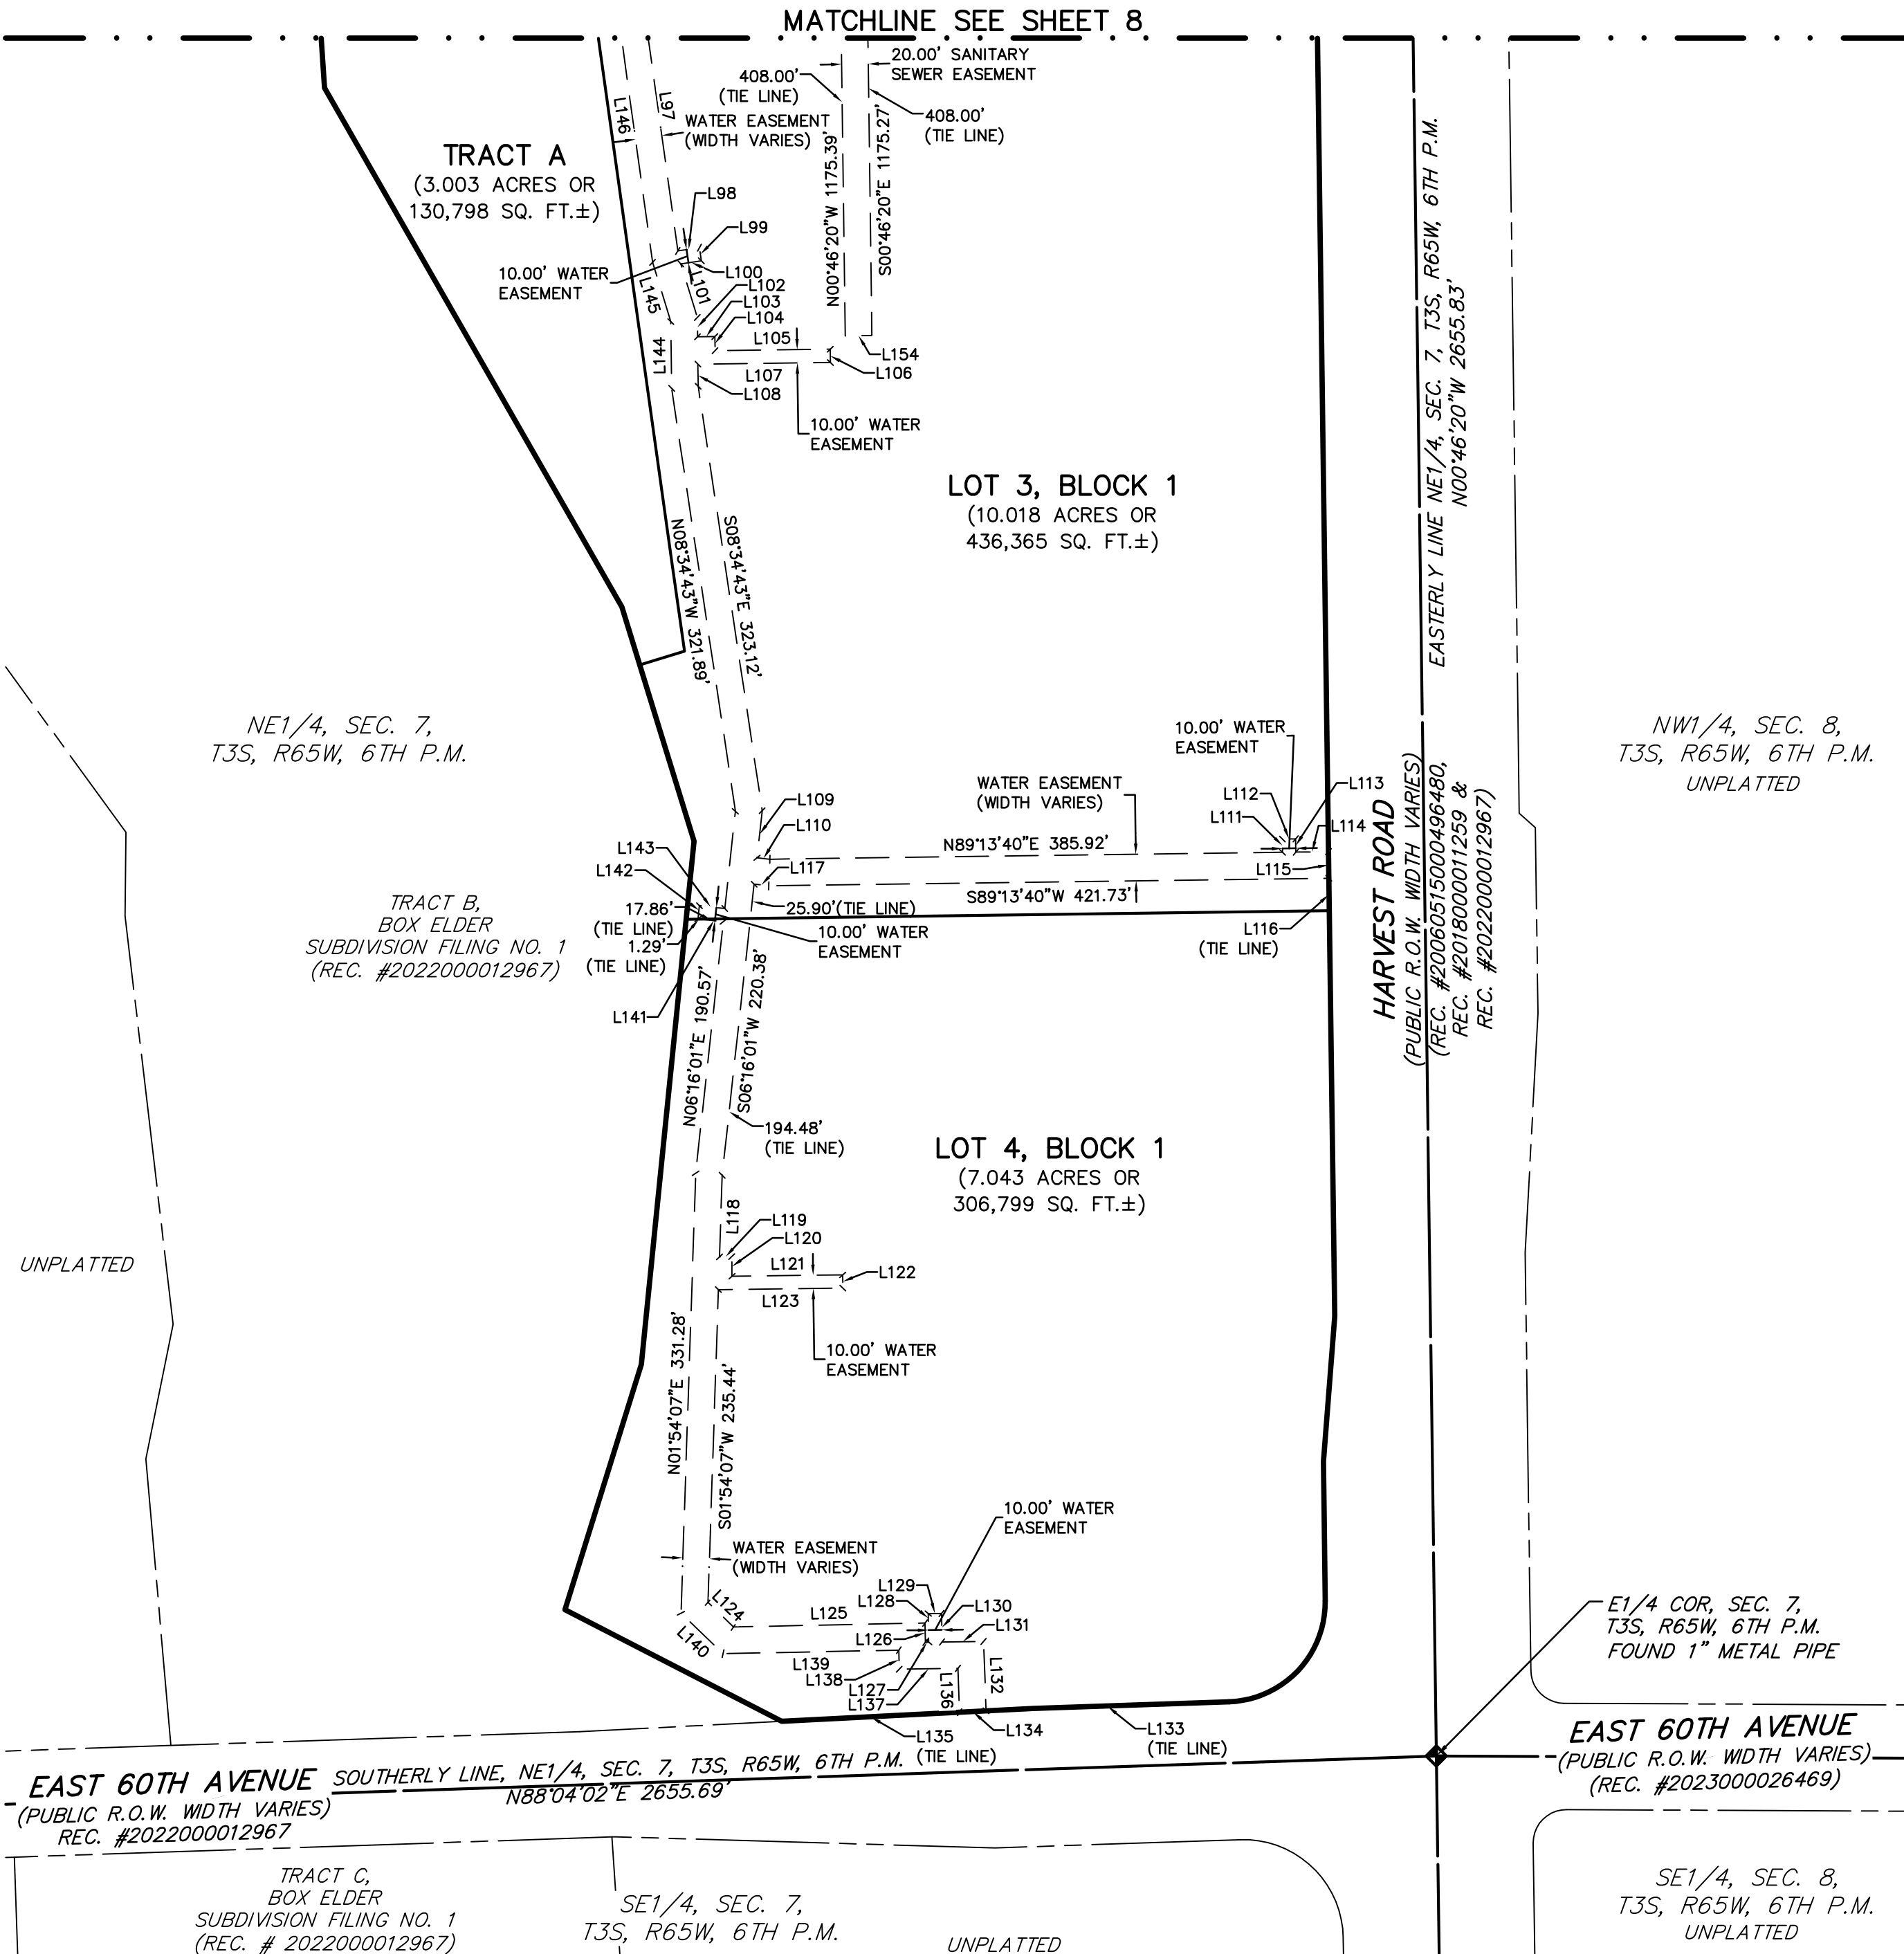 MATCHLINE SEE SHEET 8
20.00' SANITARY
SEWER EASEMENT
408.00'
(TIE LINE)
408.00'
(TIE LINE)
L146
L97
WATER EASEMENT
(WIDTH VARIES)
N00°46'20"W 1175.39'
S00°46'20"E 1175.27'
TRACT A
(3.003 ACRES OR
130,798 SQ. FT.±)
L98
L99
L100
L101
L102
L103
L104
L105
10.00' WATER
EASEMENT
L145
L144
L154
L106
L107
L108
10.00' WATER
EASEMENT
LOT 3, BLOCK 1
(10.018 ACRES OR
436,365 SQ. FT.±)
EASTERLY LINE NE1/4, SEC. 7, T3S, R65W, 6TH P.M.
N00°46'20"W 2655.83'
N08°34'43"W 321.89'
S08°34'43"E 323.12'
NE1/4, SEC. 7,
T3S, R65W, 6TH P.M.
NW1/4, SEC. 8,
T3S, R65W, 6TH P.M.
UNPLATTED
10.00' WATER
EASEMENT
WATER EASEMENT
(WIDTH VARIES)
L109
L110
L112
L111
L113
L114
N89°13'40"E 385.92'
L143
L142
L117
L115
S89°13'40"W 421.73'
17.86'
(TIE LINE)
1.29'
(TIE LINE)
25.90'(TIE LINE)
10.00' WATER
EASEMENT
L116
(TIE LINE)
L141
HARVEST ROAD
(PUBLIC R.O.W. WIDTH VARIES)
(REC. #20060515000496480,
REC. #2018000011259 &
REC. #2022000012967)
TRACT B,
BOX ELDER
SUBDIVISION FILING NO. 1
(REC. #2022000012967)
N06°16'01"E 190.57'
S06°16'01"W 220.38'
194.48'
(TIE LINE)
LOT 4, BLOCK 1
(7.043 ACRES OR
306,799 SQ. FT.±)
L118
L119
L120
L121
L122
L123
UNPLATTED
10.00' WATER
EASEMENT
N01°54'07"E 331.28'
S01°54'07"W 235.44'
10.00' WATER
EASEMENT
WATER EASEMENT
(WIDTH VARIES)
L124
L140
L125
L129
L128
L130
L131
L126
L139
L138
L127
L137
L136
L132
L135
(TIE LINE)
L134
L133
(TIE LINE)
E1/4 COR, SEC. 7,
T3S, R65W, 6TH P.M.
FOUND 1" METAL PIPE
EAST 60TH AVENUE
(PUBLIC R.O.W. WIDTH VARIES)
(REC. #2023000026469)
EAST 60TH AVENUE
(PUBLIC R.O.W. WIDTH VARIES)
REC. #2022000012967
SOUTHERLY LINE, NE1/4, SEC. 7, T3S, R65W, 6TH P.M.
N88°04'02"E 2655.69'
TRACT C,
BOX ELDER
SUBDIVISION FILING NO. 1
(REC. # 2022000012967)
SE1/4, SEC. 7,
T3S, R65W, 6TH P.M.
UNPLATTED
SE1/4, SEC. 8,
T3S, R65W, 6TH P.M.
UNPLATTED